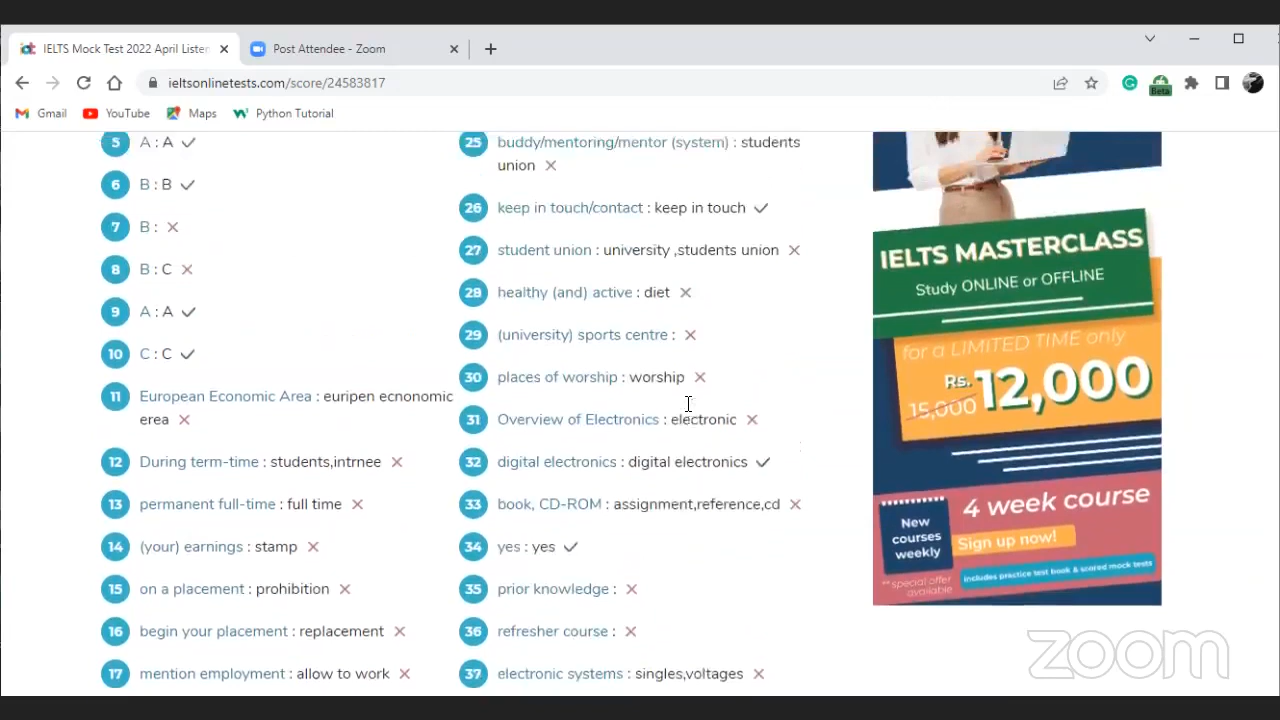 IELTS Mock Test 2022 April Listen
Post Attendee - Zoom
ieltsonlinetests.com/score/24583817
Beta
Gmail
YouTube
Maps
Python Tutorial
5 A : A
6 B : B
7 B :
8 B : C
9 A : A
10 C : C
11 European Economic Area : euripen ecnonomic
erea
12 During term-time : students,intrnee
13 permanent full-time : full time
14 (your) earnings : stamp
15 on a placement : prohibition
16 begin your placement : replacement
17 mention employment : allow to work
25 buddy/mentoring/mentor (system) : students
union
26 keep in touch/contact : keep in touch
27 student union : university ,students union
28 healthy (and) active : diet
29 (university) sports centre :
30 places of worship : worship
31 Overview of Electronics : electronic
32 digital electronics : digital electronics
33 book, CD-ROM : assignment,reference,cd
34 yes : yes
35 prior knowledge :
36 refresher course :
37 electronic systems : singles,voltages
IELTS MASTERCLASS
Study ONLINE or OFFLINE
for a LIMITED TIME only
Rs. 12,000
15,000
4 week course
New
courses
weekly
Sign up now!
includes practice test book & scored mock tests
**special offer
available
zoom